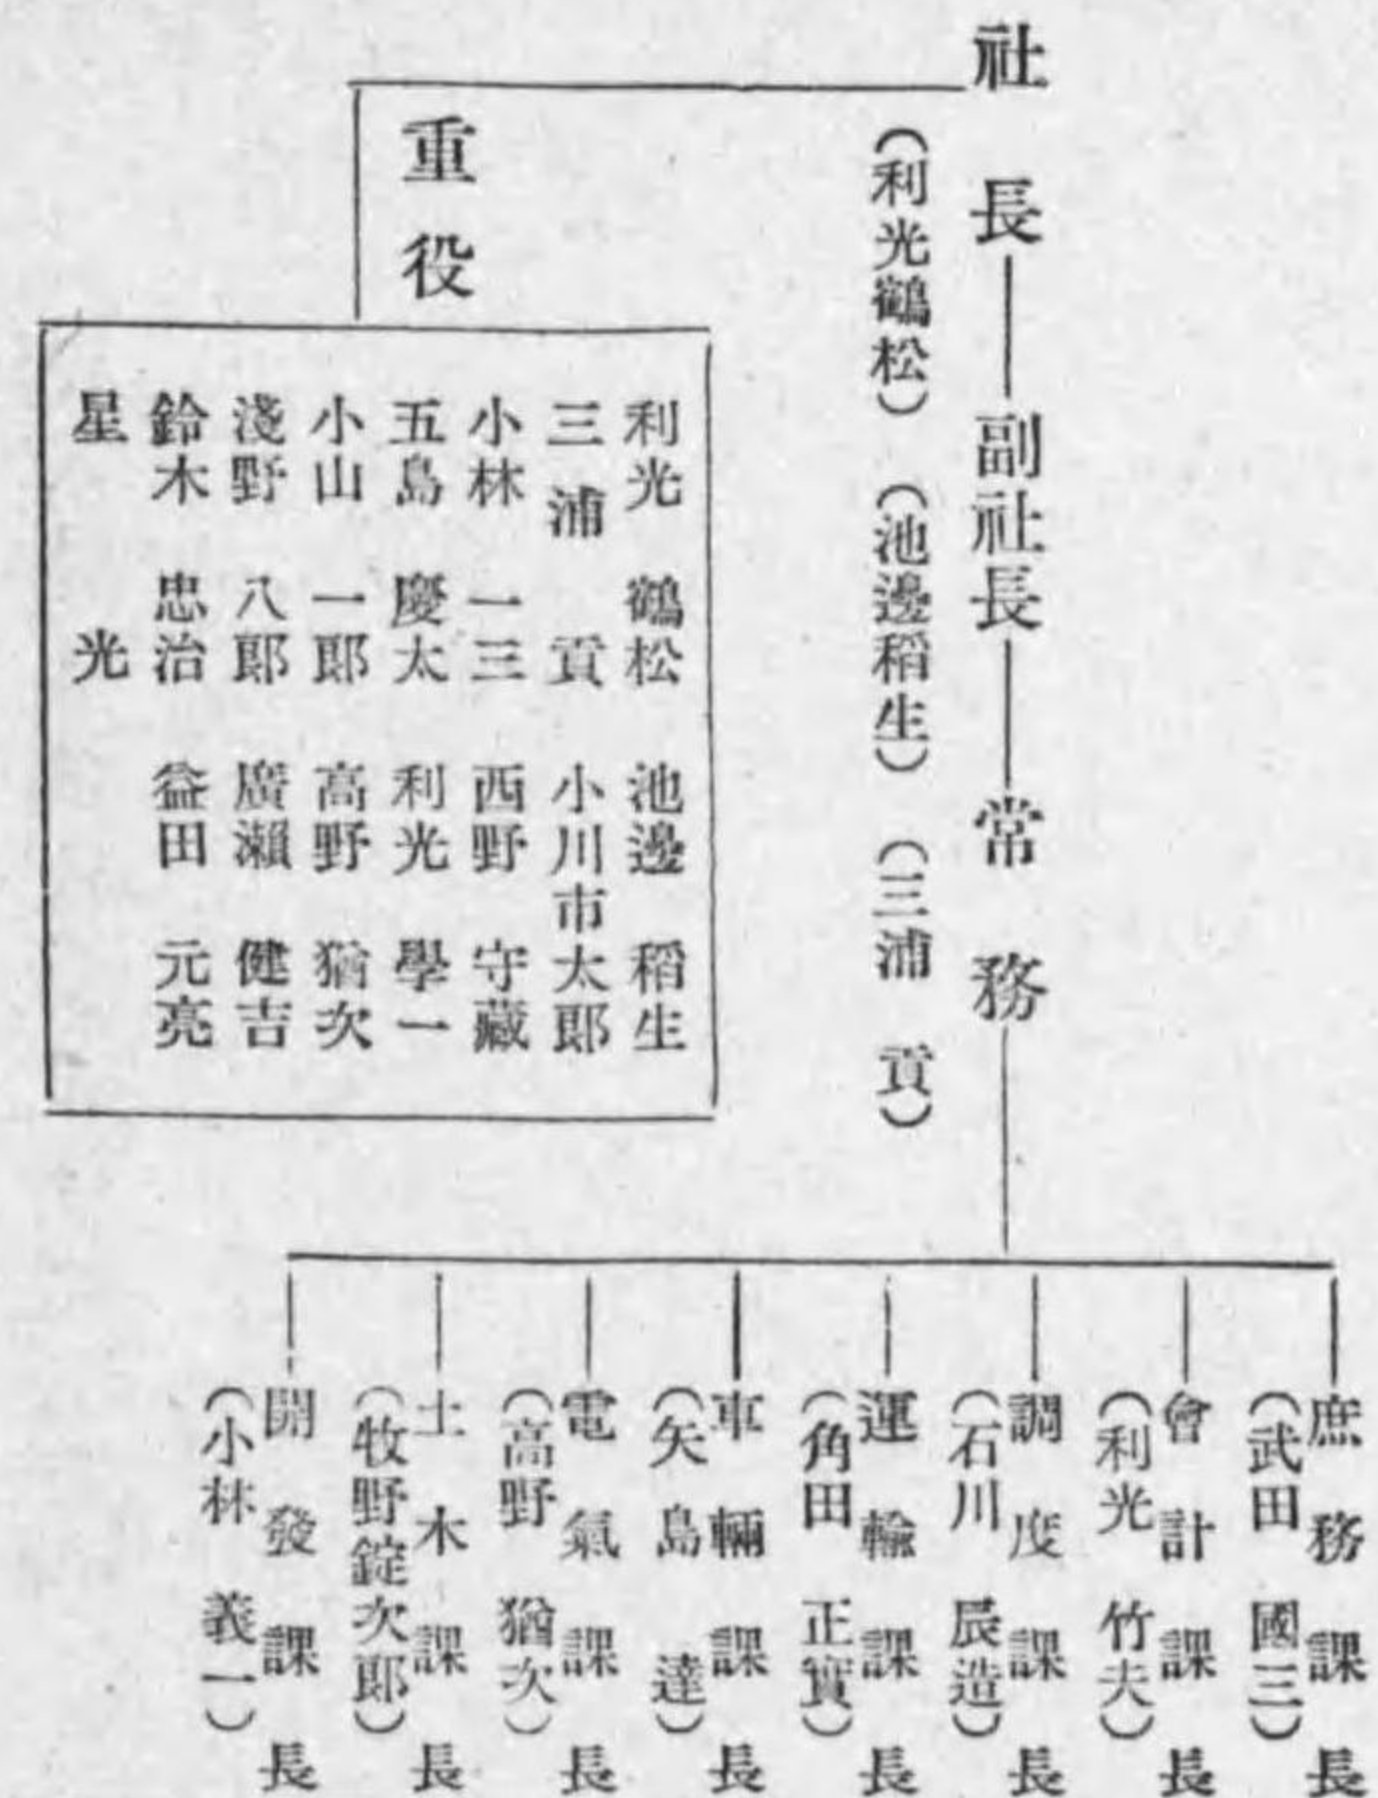 社長―副社長―常務
(利光鶴松) (池邊稻生) (三浦 貢)
重役
利光 鶴松 池邊 稻生
三浦 貢 小川市太郎
小林 一三 西野 守藏
五島 慶太 利光 學一
小山 一郎 高野 猶次
淺野 八郎 廣瀨 健吉
鈴木 忠治 益田 元亮
星 光
庶務課長
(武田 國三)
會計課長
(利光 竹夫)
調度課長
(石川 辰造)
運輸課長
(角田 正實)
車輛課長
(矢島 達)
電氣課長
(高野 猶次)
土木課長
(牧野錠次郎)
開發課長
(小林 義一)